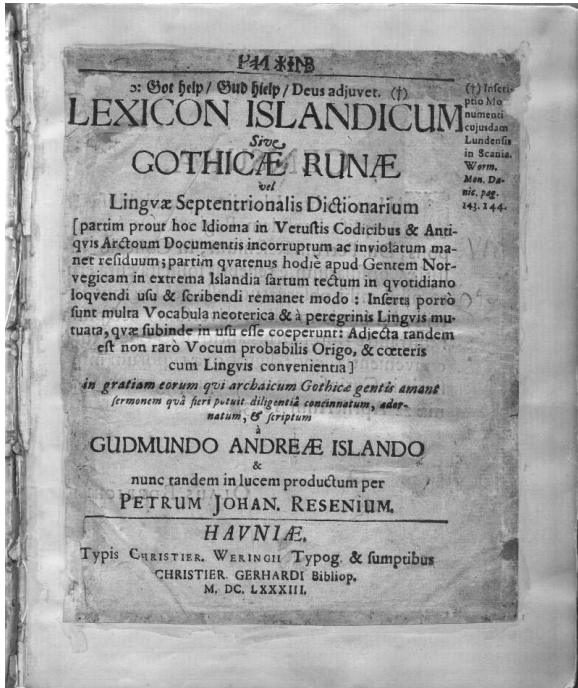 ɔ: Got help / Gud hielp / Deus adjuvet. (†)
LEXICON ISLANDICUM
Sive
GOTHICÆ RUNÆ
vel
Lingvæ Septentrionalis Dictionarium
[partim prout hoc Idioma in Vetustis Codicibus & Anti-
qvis Arctoum Documentis incorruptum ac inviolatum ma-
net residuum; partim qvatenus hodiè apud Gentem Nor-
vegicam in extrema Islandia sartum tectum in qvotidiano
loqvendi usu & scribendi remanet modo : Inserta porrò
sunt multa Vocabula neoterica & à peregrinis Lingvis mu-
tuata, qvæ subinde in usu esse coeperunt: Adjecta tandem
est non rarò Vocum probabilis Origo, & cœteris
cum Lingvis convenientia]
in gratiam eorum qvi archaicum Gothicæ gentis amant
sermonem qvâ fieri potuit diligentiâ concinnatum, ador-
natum, & scriptum
à
GUDMUNDO ANDREÆ ISLANDO
&
nunc tandem in lucem productum per
PETRUM JOHAN. RESENIUM.
HAVNIÆ.
Typis CHRISTIER. WERINGII Typog. & sumptibus
CHRISTIER. GERHARDI Bibliop.
M. DC. LXXXIII.
(†) Inscri-
ptio Mo
numenti
cujusdam
Lundensis
in Scania.
Worm.
Mon. Da-
nic. pag.
143. 144.